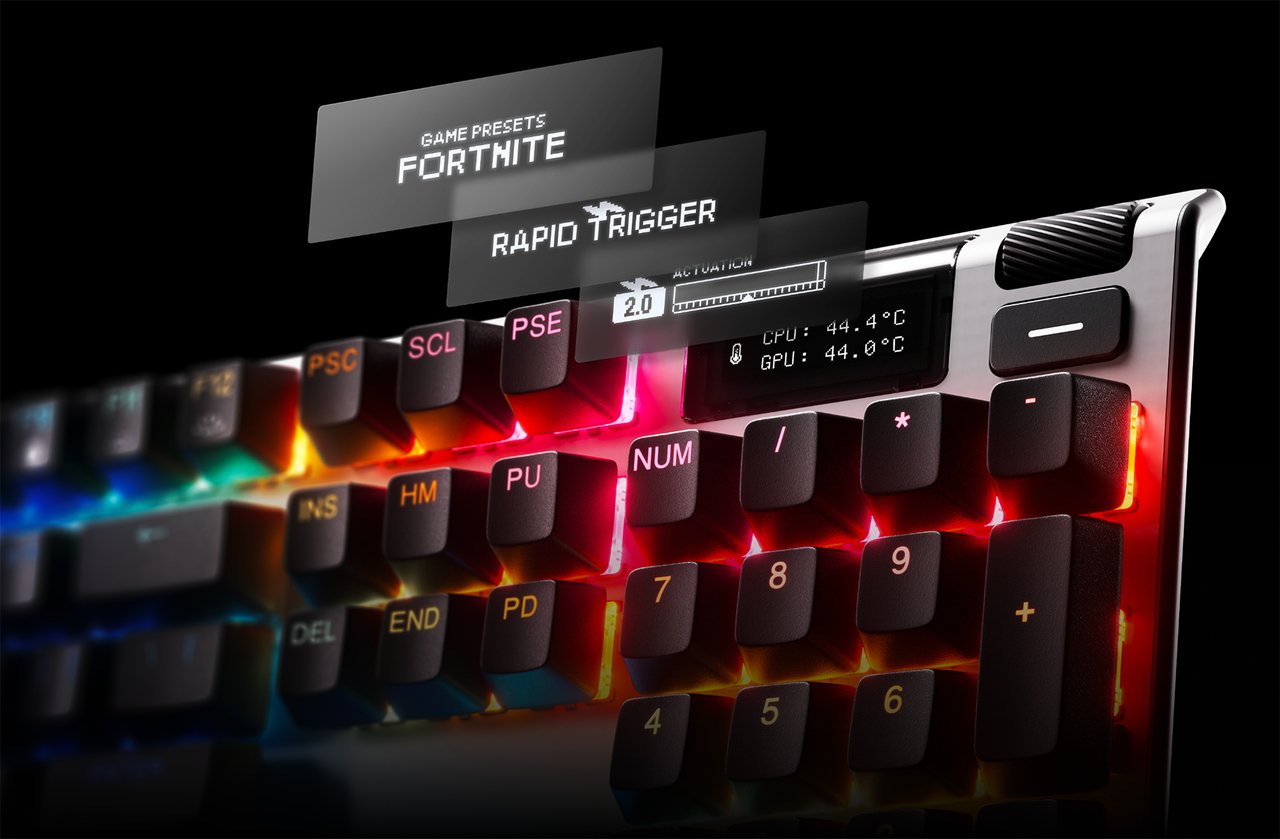 GAME PRESETS
FORTNITE
RAPID TRIGGER
ACTUATION
2.0
CPU: 44.4°C
GPU: 44.0°C
PSC
SCL
PSE
NUM
/
*
-
INS
HM
PU
7
8
9
+
DEL
END
PD
4
5
6